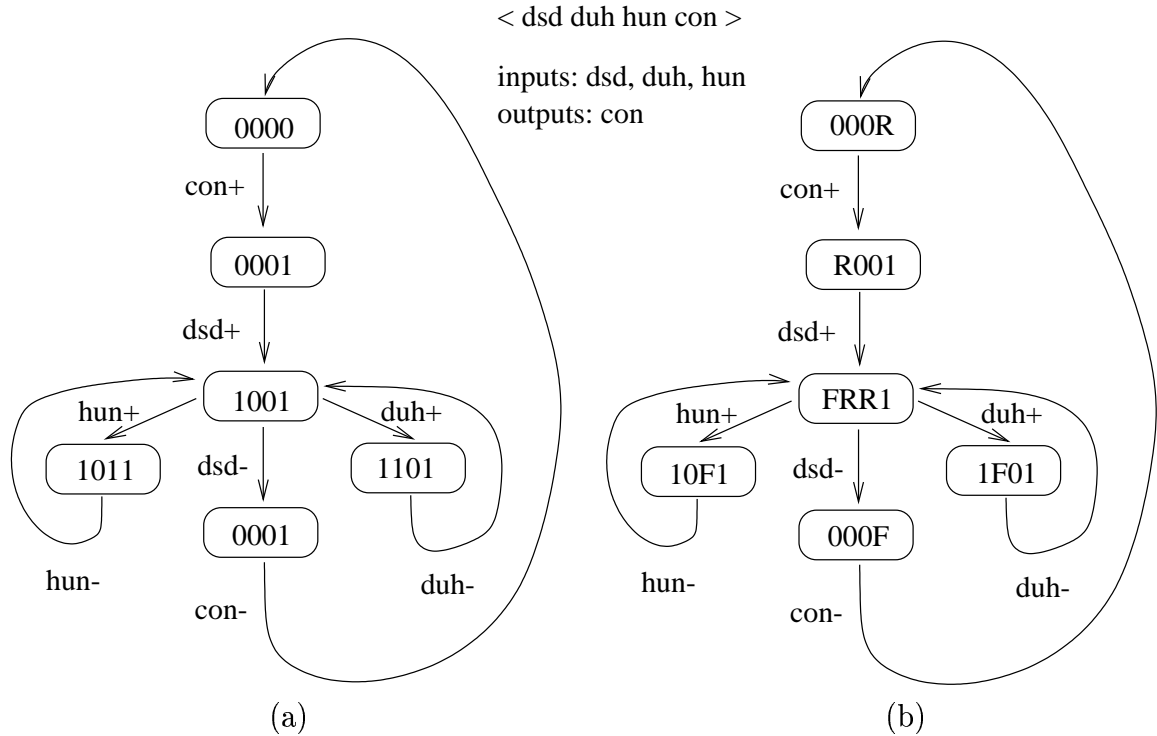 < dsd duh hun con >
inputs: dsd, duh, hun
outputs: con
0000
con+
0001
dsd+
1001
hun+
duh+
1011
dsd-
1101
0001
hun-
duh-
con-
(a)
000R
con+
R001
dsd+
FRR1
hun+
duh+
10F1
dsd-
1F01
000F
hun-
duh-
con-
(b)